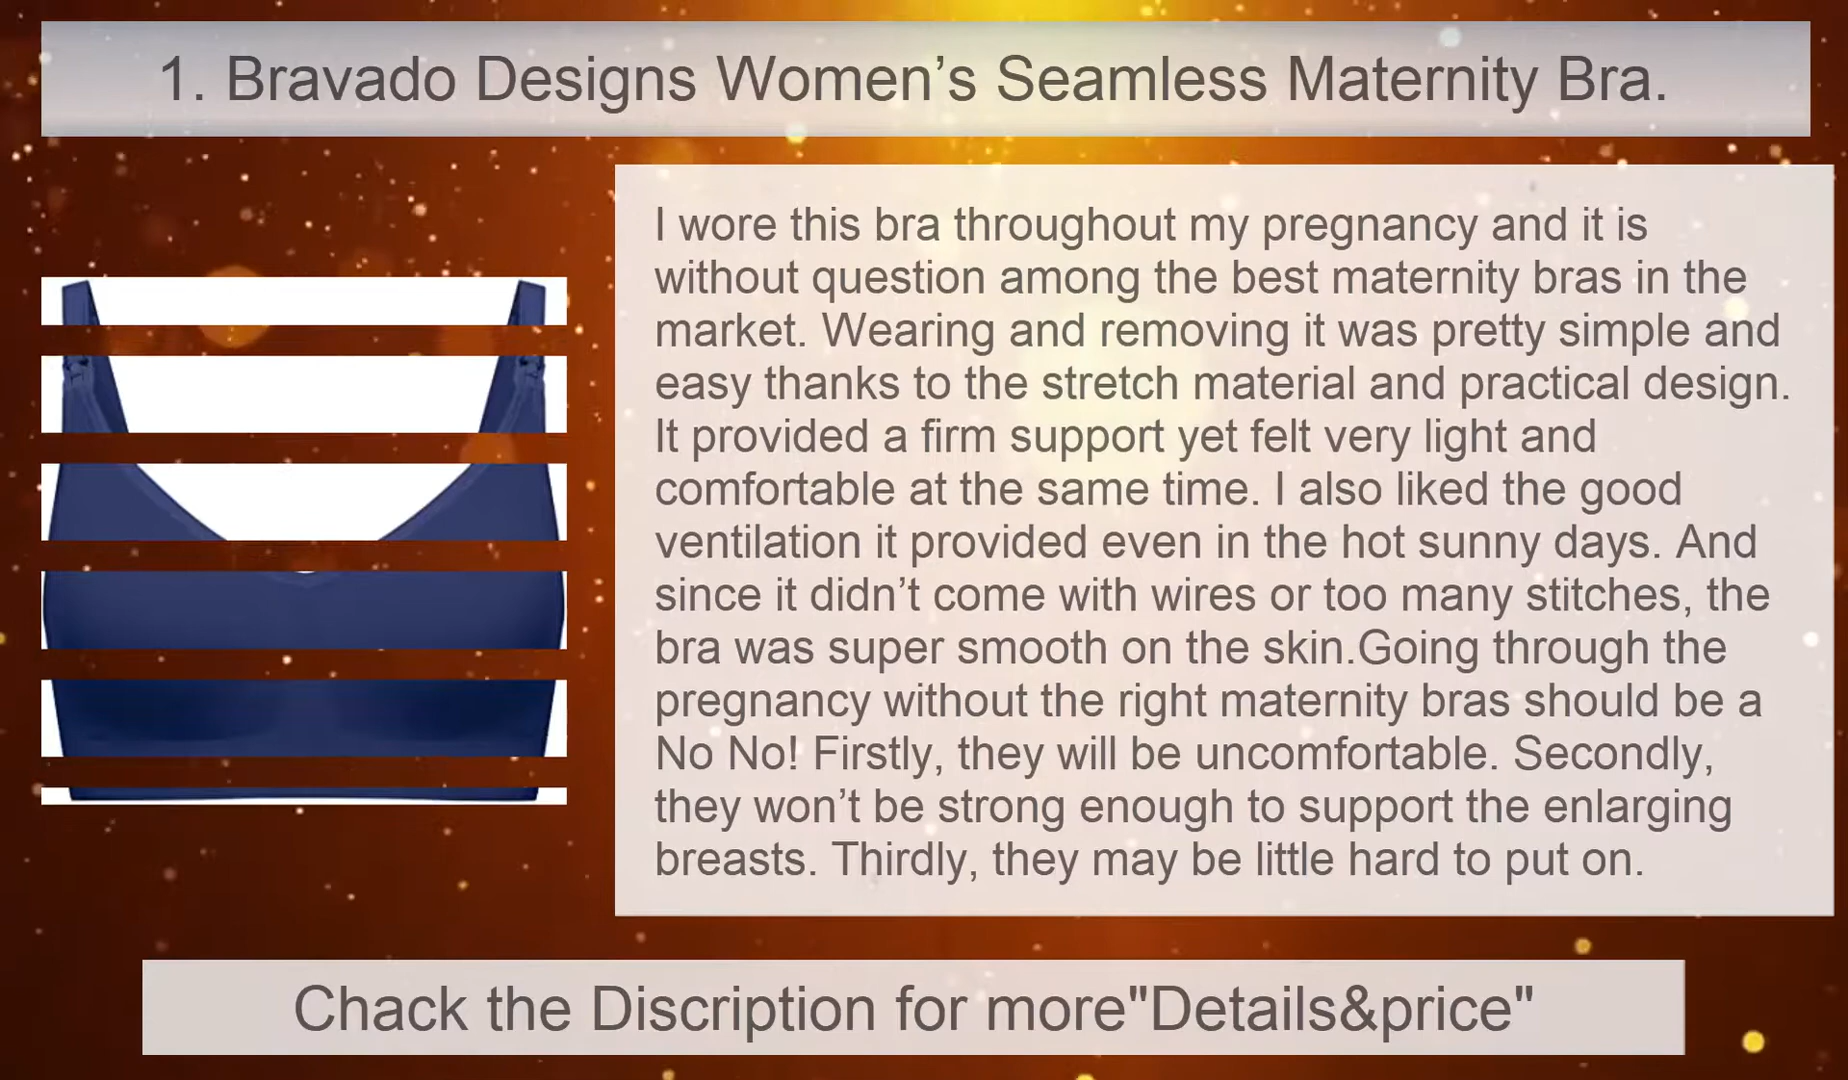 1. Bravado Designs Women’s Seamless Maternity Bra.
I wore this bra throughout my pregnancy and it is
without question among the best maternity bras in the
market. Wearing and removing it was pretty simple and
easy thanks to the stretch material and practical design.
It provided a firm support yet felt very light and
comfortable at the same time. I also liked the good
ventilation it provided even in the hot sunny days. And
since it didn’t come with wires or too many stitches, the
bra was super smooth on the skin.Going through the
pregnancy without the right maternity bras should be a
No No! Firstly, they will be uncomfortable. Secondly,
they won’t be strong enough to support the enlarging
breasts. Thirdly, they may be little hard to put on.
Chack the Discription for more"Details&price"